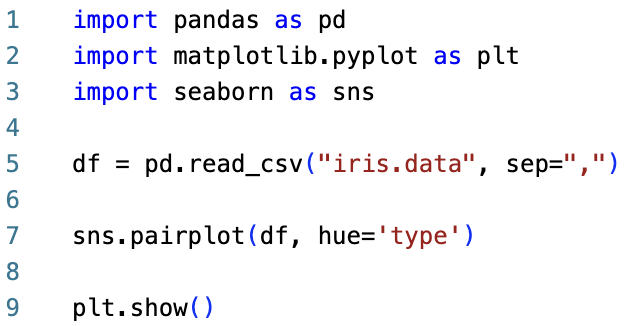 1 import pandas as pd
2 import matplotlib.pyplot as plt
3 import seaborn as sns
4
5 df = pd.read_csv("iris.data", sep=",")
6
7 sns.pairplot(df, hue='type')
8
9 plt.show()